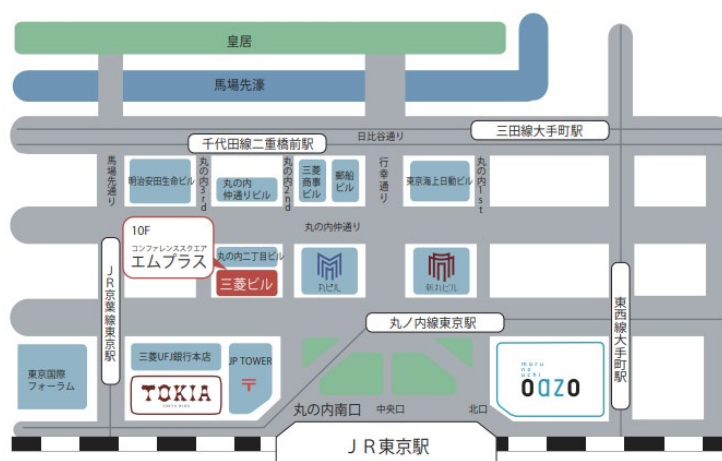 皇居
馬場先濠
三田線大手町駅
日比谷通り
千代田線二重橋前駅
馬場先通り
明治安田生命ビル
丸の内3rd
丸の内
仲通りビル
丸の内2nd
三菱
商事
ビル
郵船
ビル
行幸通り
東京海上日動ビル
丸の内1st
丸の内仲通り
10F
コンファレンススクエア
エムプラス
丸の内二丁目ビル
三菱ビル
丸ビル
新丸ビル
JR京葉線東京駅
丸ノ内線東京駅
東西線大手町駅
東京国際
フォーラム
三菱UFJ銀行本店
TOKIA
JP TOWER
〒
maru
no
uchi
oazo
丸の内南口
中央口
北口
JR東京駅